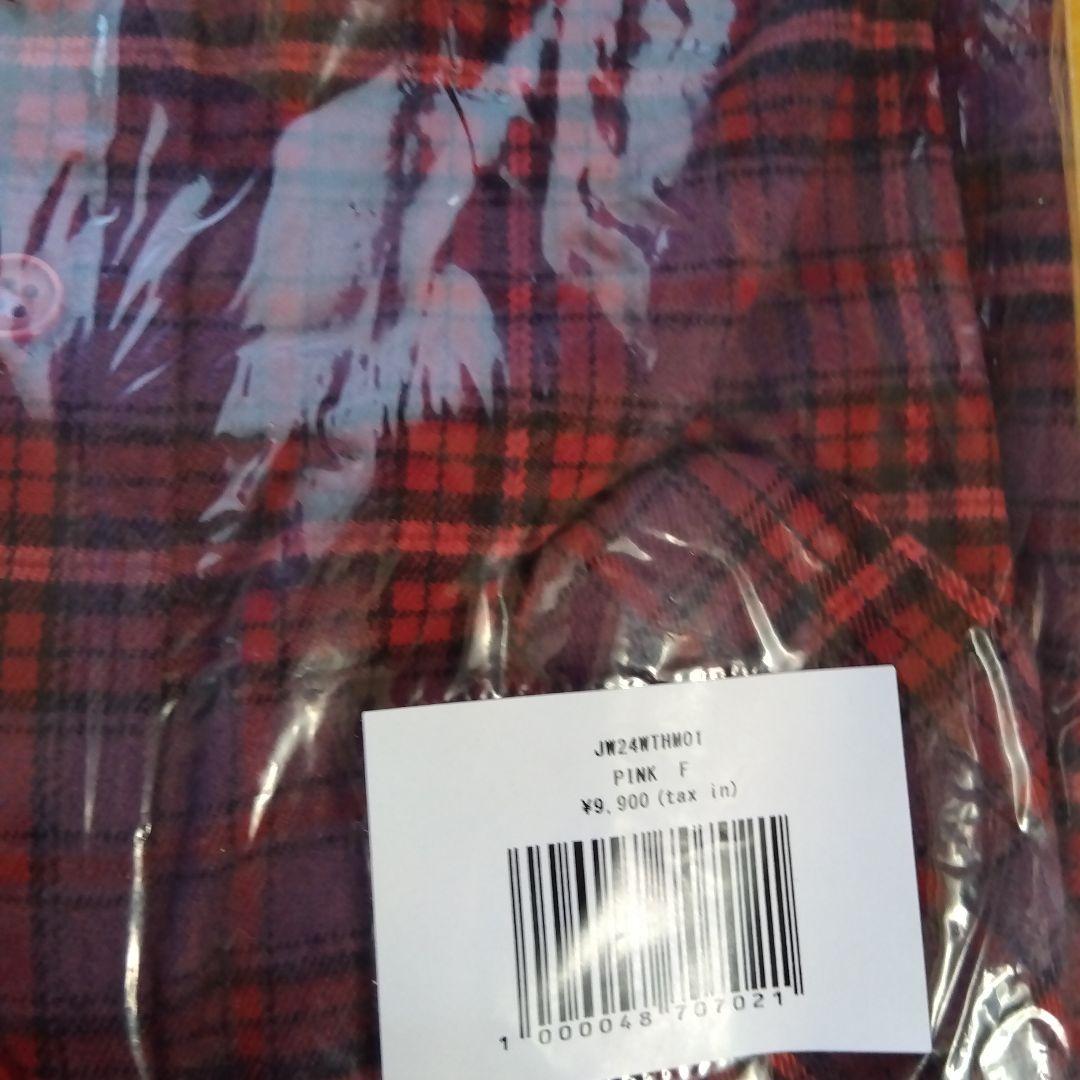 JW24WTHM01
PINK F
¥9,900(tax in)
1 000048 707021